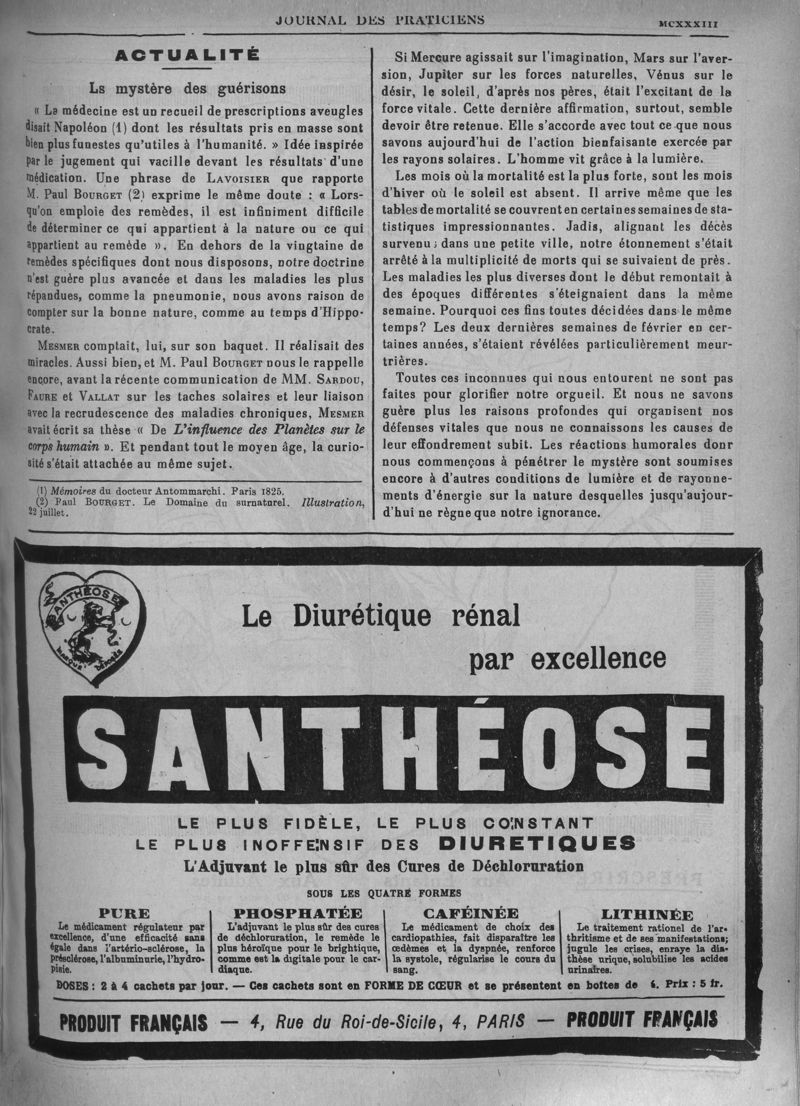 JOURNAL DES PRATICIENS
MCXXXIII
ACTUALITÉ
Ls mystère des guérisons
« La médecine est un recueil de prescriptions aveugles
disait Napoléon (1) dont les résultats pris en masse sont
bien plus funestes qu'utiles à l'humanité. » Idée inspirée
par le jugement qui vacille devant les résultats d'une
médication. Une phrase de LAVOISIER que rapporte
M. Paul BOURGET (2) exprime le même doute : « Lors-
qu'on emploie des remèdes, il est infiniment difficile
de déterminer ce qui appartient à la nature ou ce qui
appartient au remède ». En dehors de la vingtaine de
remèdes spécifiques dont nous disposons, notre doctrine
n'est guère plus avancée et dans les maladies les plus
répandues, comme la pneumonie, nous avons raison de
compter sur la bonne nature, comme au temps d'Hippo-
crate.
MESMER comptait, lui, sur son baquet. Il réalisait des
miracles. Aussi bien, et M. Paul BOURGET nous le rappelle
encore, avant la récente communication de MM. SARDOU,
FAURE et VALLAT sur les taches solaires et leur liaison
avec la recrudescence des maladies chroniques, MESMER
avait écrit sa thèse « De L'influence des Planètes sur le
corps humain ». Et pendant tout le moyen âge, la curio-
sité s'était attachée au même sujet.
(1) Mémoires du docteur Antommarchi. Paris 1825.
(2) Paul BOURGET. Le Domaine du surnaturel. Illustration,
22 juillet.
Si Mercure agissait sur l'imagination, Mars sur l'aver-
sion, Jupiter sur les forces naturelles, Vénus sur le
désir, le soleil, d'après nos pères, était l'excitant de la
force vitale. Cette dernière affirmation, surtout, semble
devoir être retenue. Elle s'accorde avec tout ce que nous
savons aujourd'hui de l'action bienfaisante exercée par
les rayons solaires. L'homme vit grâce à la lumière.
Les mois où la mortalité est la plus forte, sont les mois
d'hiver où le soleil est absent. Il arrive même que les
tables de mortalité se couvrent en certaines semaines de sta-
tistiques impressionnantes. Jadis, alignant les décès
survenu; dans une petite ville, notre étonnement s'était
arrêté à la multiplicité de morts qui se suivaient de près.
Les maladies les plus diverses dont le début remontait à
des époques différentes s'éteignaient dans la même
semaine. Pourquoi ces fins toutes décidées dans le même
temps? Les deux dernières semaines de février en cer-
taines années, s'étaient révélées particulièrement meur-
trières.
Toutes ces inconnues qui nous entourent ne sont pas
faites pour glorifier notre orgueil. Et nous ne savons
guère plus les raisons profondes qui organisent nos
défenses vitales que nous ne connaissons les causes de
leur effondrement subit. Les réactions humorales donr
nous commençons à pénétrer le mystère sont soumises
encore à d'autres conditions de lumière et de rayonne-
ments d'énergie sur la nature desquelles jusqu'aujour-
d'hui ne règne que notre ignorance.
SANTHÉOSE
MARQUE DÉPOSÉE
Le Diurétique rénal
par excellence
SANTHÉOSE
LE PLUS FIDÈLE, LE PLUS CONSTANT
LE PLUS INOFFENSIF DES DIURETIQUES
L'Adjuvant le plus sûr des Cures de Déchloruration
SOUS LES QUATRE FORMES
PURE
Le médicament régulateur par
excellence, d'une efficacité sans
égale dans l'artério-sclérose, la
présclérose, l'albuminurie, l'hydro-
pisie.
PHOSPHATÉE
L'adjuvant le plus sûr des cures
de déchloruration, le remède le
plus héroïque pour le brightique,
comme est la digitale pour le car-
diaque.
CAFÉINÉE
Le médicament de choix des
cardiopathies, fait disparaître les
œdèmes et la dyspnée, renforce
la systole, régularise le cours du
sang.
LITHINÉE
Le traitement rationel de l'ar-
thritisme et de ses manifestations;
jugule les crises, enraye la dia-
thèse urique, solubilise les acides
urinaires.
DOSES : 2 à 4 cachets par jour. — Ces cachets sont en FORME DE CŒUR et se présentent en boîtes de 4. Prix : 5 fr.
PRODUIT FRANÇAIS — 4, Rue du Roi-de-Sicile, 4, PARIS — PRODUIT FRANÇAIS